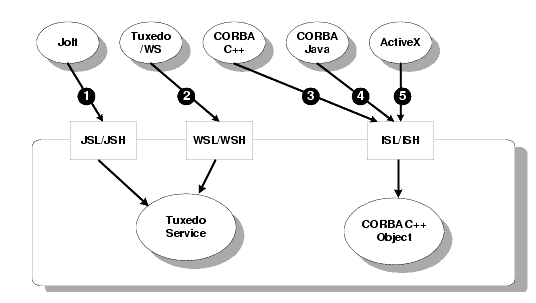 Jolt
Tuxedo
/WS
CORBA
C++
CORBA
Java
ActiveX
1
2
3
4
5
JSL/JSH
WSL/WSH
ISL/ISH
Tuxedo
Service
CORBA C++
Object